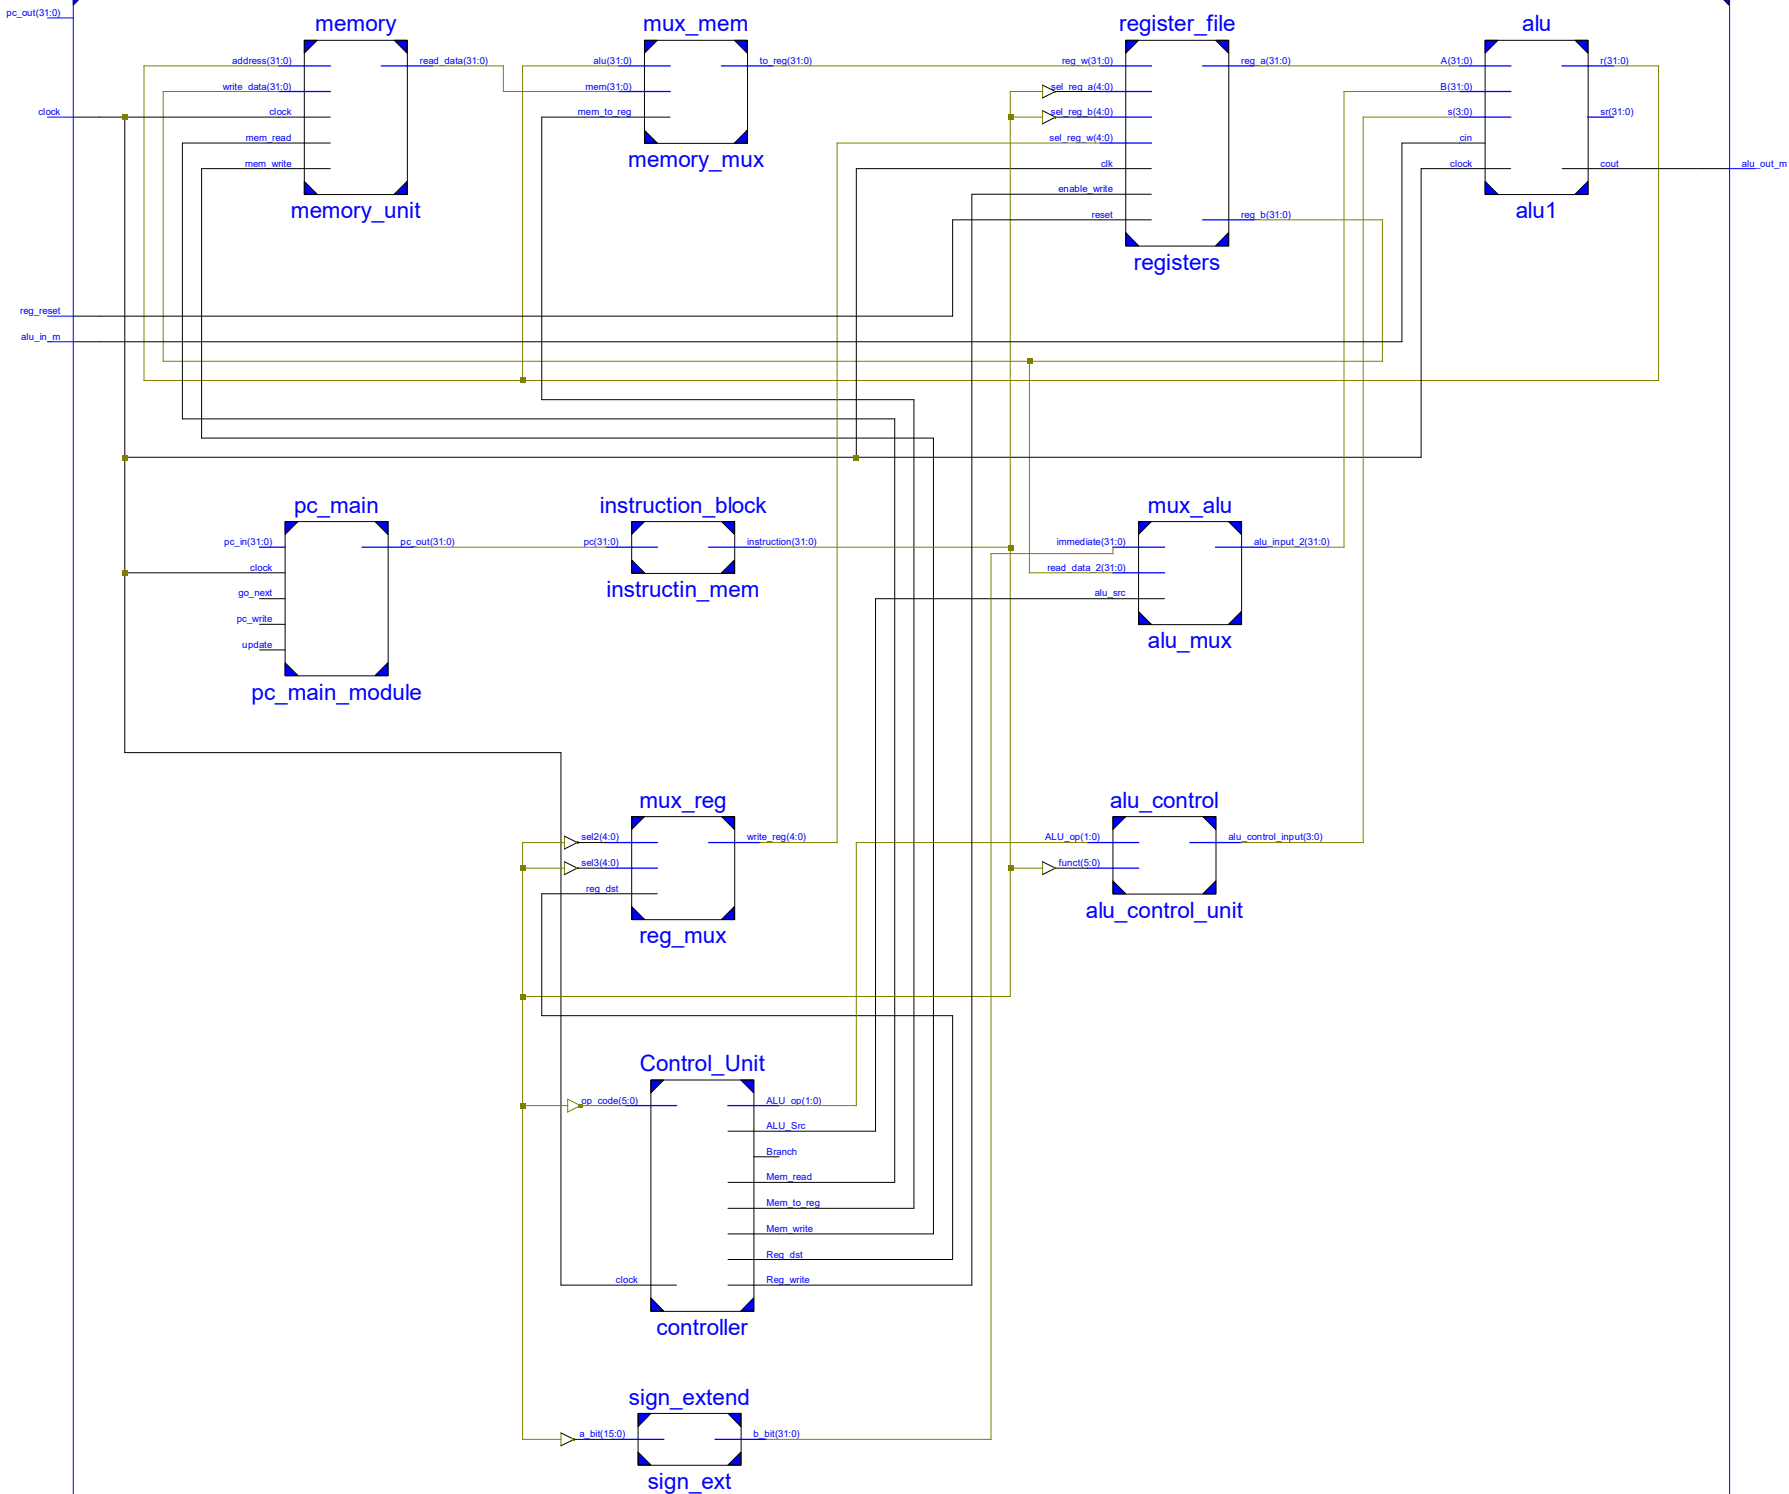 pc_out(31:0)
memory
mux_mem
register_file
alu
address(31:0)
read_data(31:0)
alu(31:0)
to_reg(31:0)
reg_w(31:0)
reg_a(31:0)
A(31:0)
r(31:0)
write_data(31:0)
mem(31:0)
sel_reg_a(4:0)
B(31:0)
clock
clock
mem_to_reg
sel_reg_b(4:0)
s(3:0)
sr(31:0)
mem_read
sel_reg_w(4:0)
cin
mem_write
memory_mux
clk
clock
cout
alu_out_m
enable_write
memory_unit
reset
reg_b(31:0)
alu1
registers
reg_reset
alu_in_m
pc_main
instruction_block
mux_alu
pc_in(31:0)
pc_out(31:0)
pc(31:0)
instruction(31:0)
immediate(31:0)
alu_input_2(31:0)
clock
read_data_2(31:0)
go_next
instructin_mem
alu_src
pc_write
update
alu_mux
pc_main_module
mux_reg
alu_control
sel2(4:0)
write_reg(4:0)
ALU_op(1:0)
alu_control_input(3:0)
sel3(4:0)
funct(5:0)
reg_dst
reg_mux
alu_control_unit
Control_Unit
op_code(5:0)
ALU_op(1:0)
ALU_Src
Branch
Mem_read
Mem_to_reg
Mem_write
Reg_dst
clock
Reg_write
controller
sign_extend
a_bit(15:0)
b_bit(31:0)
sign_ext